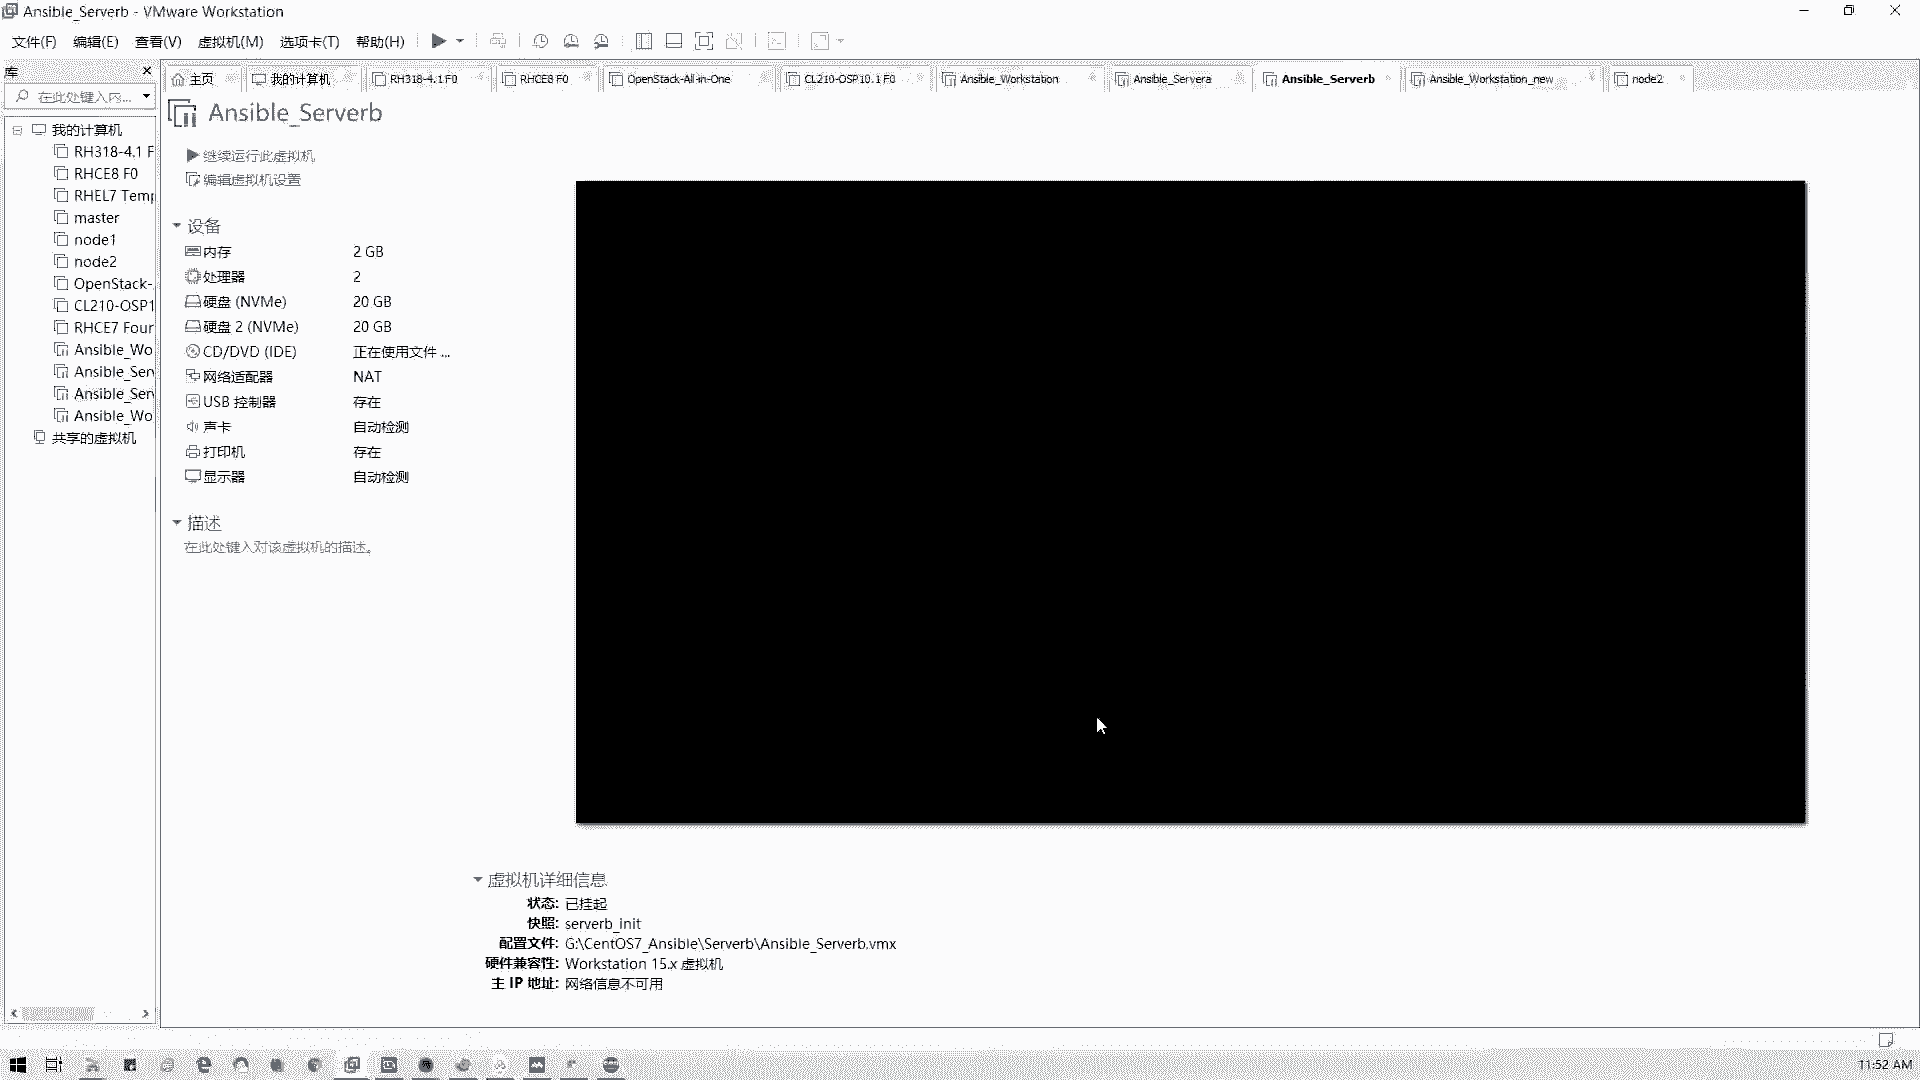 Ansible_Serverb - VMware Workstation
文件(F) 编辑(E) 查看(V) 虚拟机(M) 选项卡(T) 帮助(H)
库
在此处键入内...
主页 我的计算机 RH318-4.1 F0 RHCE8 F0 OpenStack-All-in-One CL210-OSP10.1 F0 Ansible_Workstation Ansible_Servera Ansible_Serverb Ansible_Workstation_new node2
我的计算机
RH318-4.1 F
RHCE8 F0
RHEL7 Temp
master
node1
node2
OpenStack-
CL210-OSP1
RHCE7 Four
Ansible_Wo
Ansible_Ser
Ansible_Ser
Ansible_Wo
共享的虚拟机
Ansible_Serverb
继续运行此虚拟机
编辑虚拟机设置
设备
内存 2 GB
处理器 2
硬盘 (NVMe) 20 GB
硬盘 2 (NVMe) 20 GB
CD/DVD (IDE) 正在使用文件 ...
网络适配器 NAT
USB 控制器 存在
声卡 自动检测
打印机 存在
显示器 自动检测
描述
在此处键入对该虚拟机的描述。
虚拟机详细信息
状态: 已挂起
快照: serverb_init
配置文件: G:\CentOS7_Ansible\Serverb\Ansible_Serverb.vmx
硬件兼容性: Workstation 15.x 虚拟机
主 IP 地址: 网络信息不可用
11:52 AM